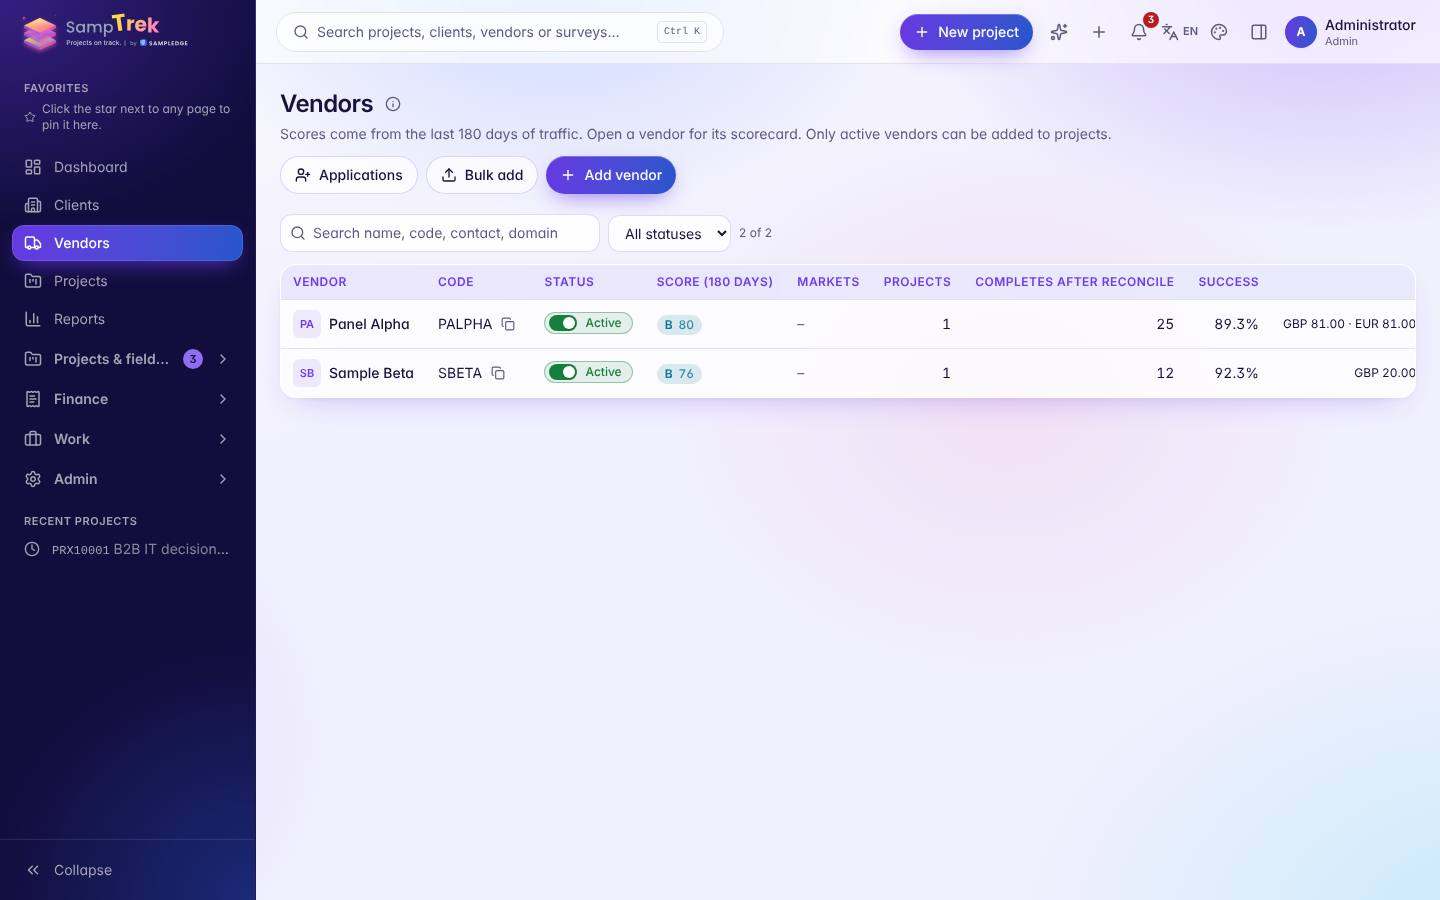 SampTrek
Projects on track. | by SAMPLEDGE
Search projects, clients, vendors or surveys...
Ctrl K
New project
3
EN
A
Administrator
Admin
FAVORITES
Click the star next to any page to
pin it here.
Dashboard
Clients
Vendors
Projects
Reports
Projects & field... 3
Finance
Work
Admin
RECENT PROJECTS
PRX10001 B2B IT decision...
Collapse
Vendors
Scores come from the last 180 days of traffic. Open a vendor for its scorecard. Only active vendors can be added to projects.
Applications
Bulk add
Add vendor
Search name, code, contact, domain
All statuses
2 of 2
VENDOR CODE STATUS SCORE (180 DAYS) MARKETS PROJECTS COMPLETES AFTER RECONCILE SUCCESS
PA Panel Alpha PALPHA Active B 80 – 1 25 89.3% GBP 81.00 · EUR 81.00
SB Sample Beta SBETA Active B 76 – 1 12 92.3% GBP 20.00